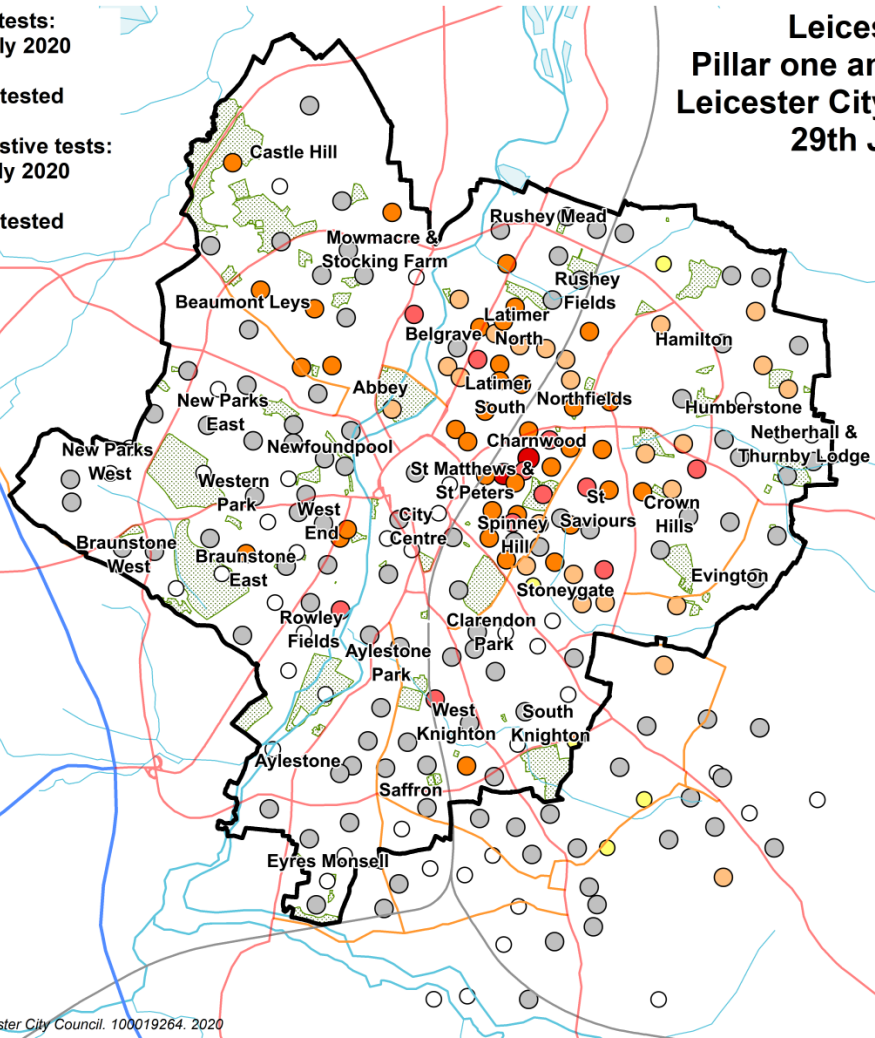 tests:
ly 2020
tested
stive tests:
ly 2020
tested
Leices
Pillar one an
Leicester City
29th J
Castle Hill
Rushey Mead
Mowmacre &
Stocking Farm
Rushey
Fields
Beaumont Leys
Latimer
North
Belgrave
Hamilton
Abbey
Latimer
South
Northfields
New Parks
East
Humberstone
Newfoundpool
Charnwood
Netherhall &
Thurnby Lodge
New Parks
West
Western
Park
St Matthews &
St Peters
St
Saviours
Crown
Hills
West
End
City
Centre
Spinney
Hill
Braunstone
West
Braunstone
East
Evington
Stoneygate
Rowley
Fields
Clarendon
Park
Aylestone
Park
West
Knighton
South
Knighton
Aylestone
Saffron
Eyres Monsell
ster City Council. 100019264. 2020